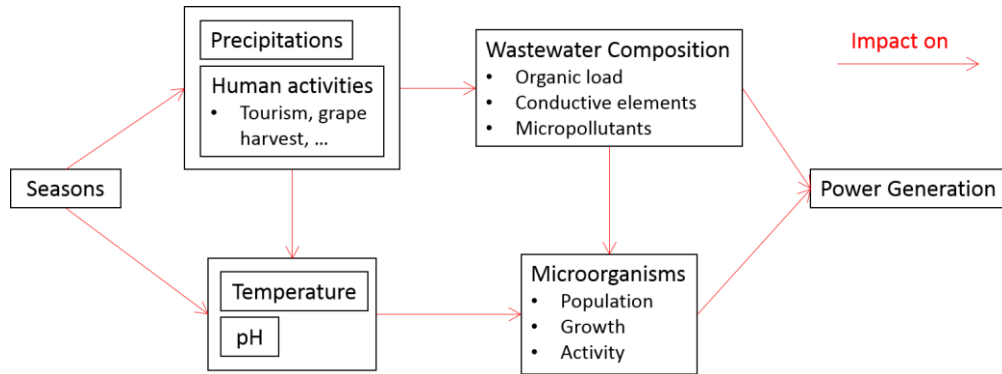 Precipitations
Human activities
• Tourism, grape
harvest, ...
Wastewater Composition
• Organic load
• Conductive elements
• Micropollutants
Impact on
Seasons
Power Generation
Temperature
pH
Microorganisms
• Population
• Growth
• Activity